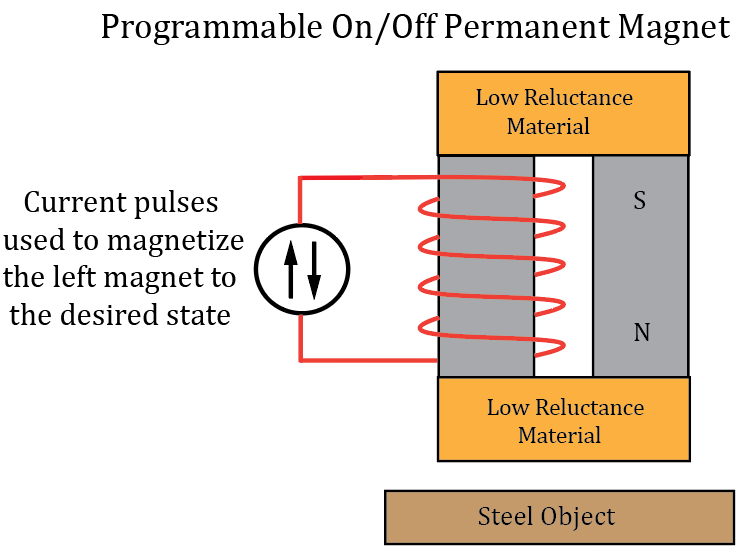 Programmable On/Off Permanent Magnet
Low Reluctance
Material
Current pulses
used to magnetize
the left magnet to
the desired state
S
N
Low Reluctance
Material
Steel Object